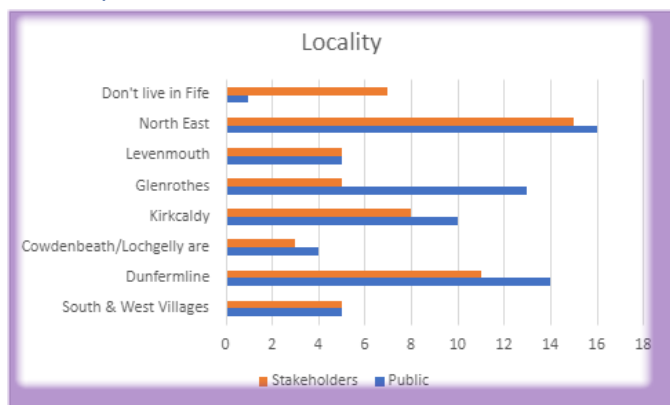 Locality
Don't live in Fife
North East
Levenmouth
Glenrothes
Kirkcaldy
Cowdenbeath/Lochgelly are
Dunfermline
South & West Villages
0 2 4 6 8 10 12 14 16 18
Stakeholders Public